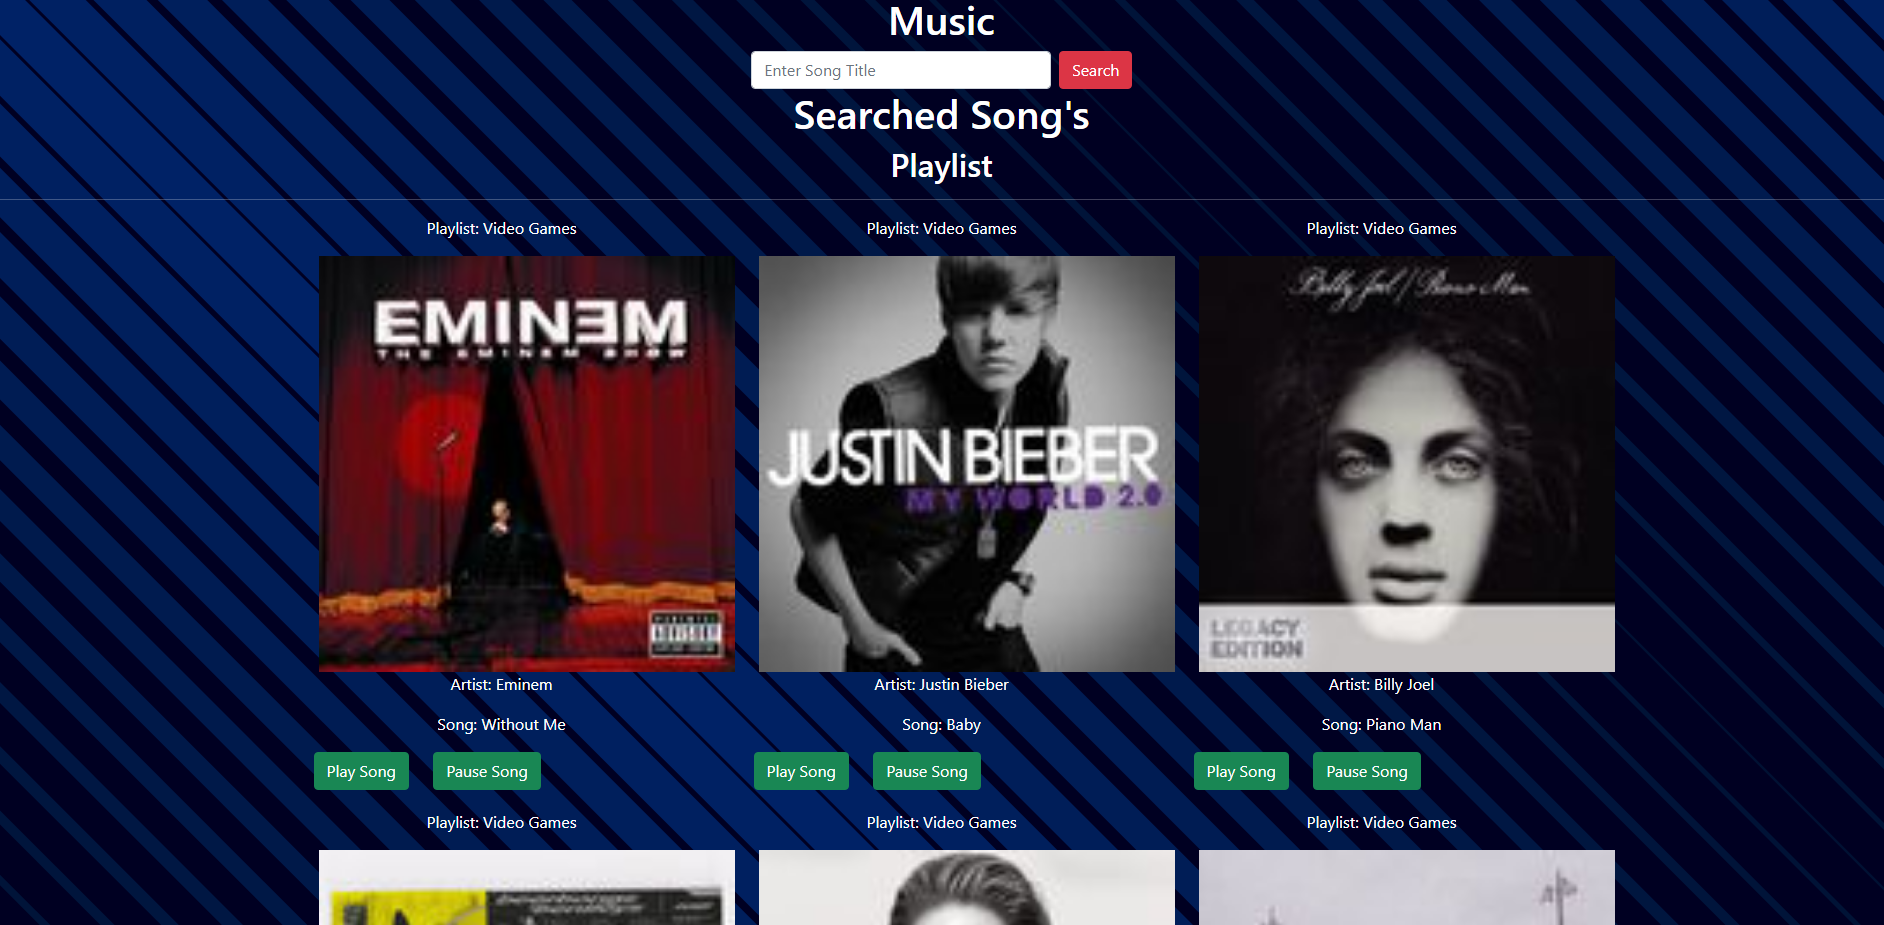 Music
Enter Song Title
Search
Searched Song's
Playlist
Playlist: Video Games
Playlist: Video Games
Playlist: Video Games
EMINƎM
THE EMINEM SHOW
JUSTIN BIEBER
MY WORLD 2.0
Billy Joel / Piano Man
LEGACY
EDITION
ADVISORY
Artist: Eminem
Artist: Justin Bieber
Artist: Billy Joel
Song: Without Me
Song: Baby
Song: Piano Man
Play Song
Pause Song
Play Song
Pause Song
Play Song
Pause Song
Playlist: Video Games
Playlist: Video Games
Playlist: Video Games